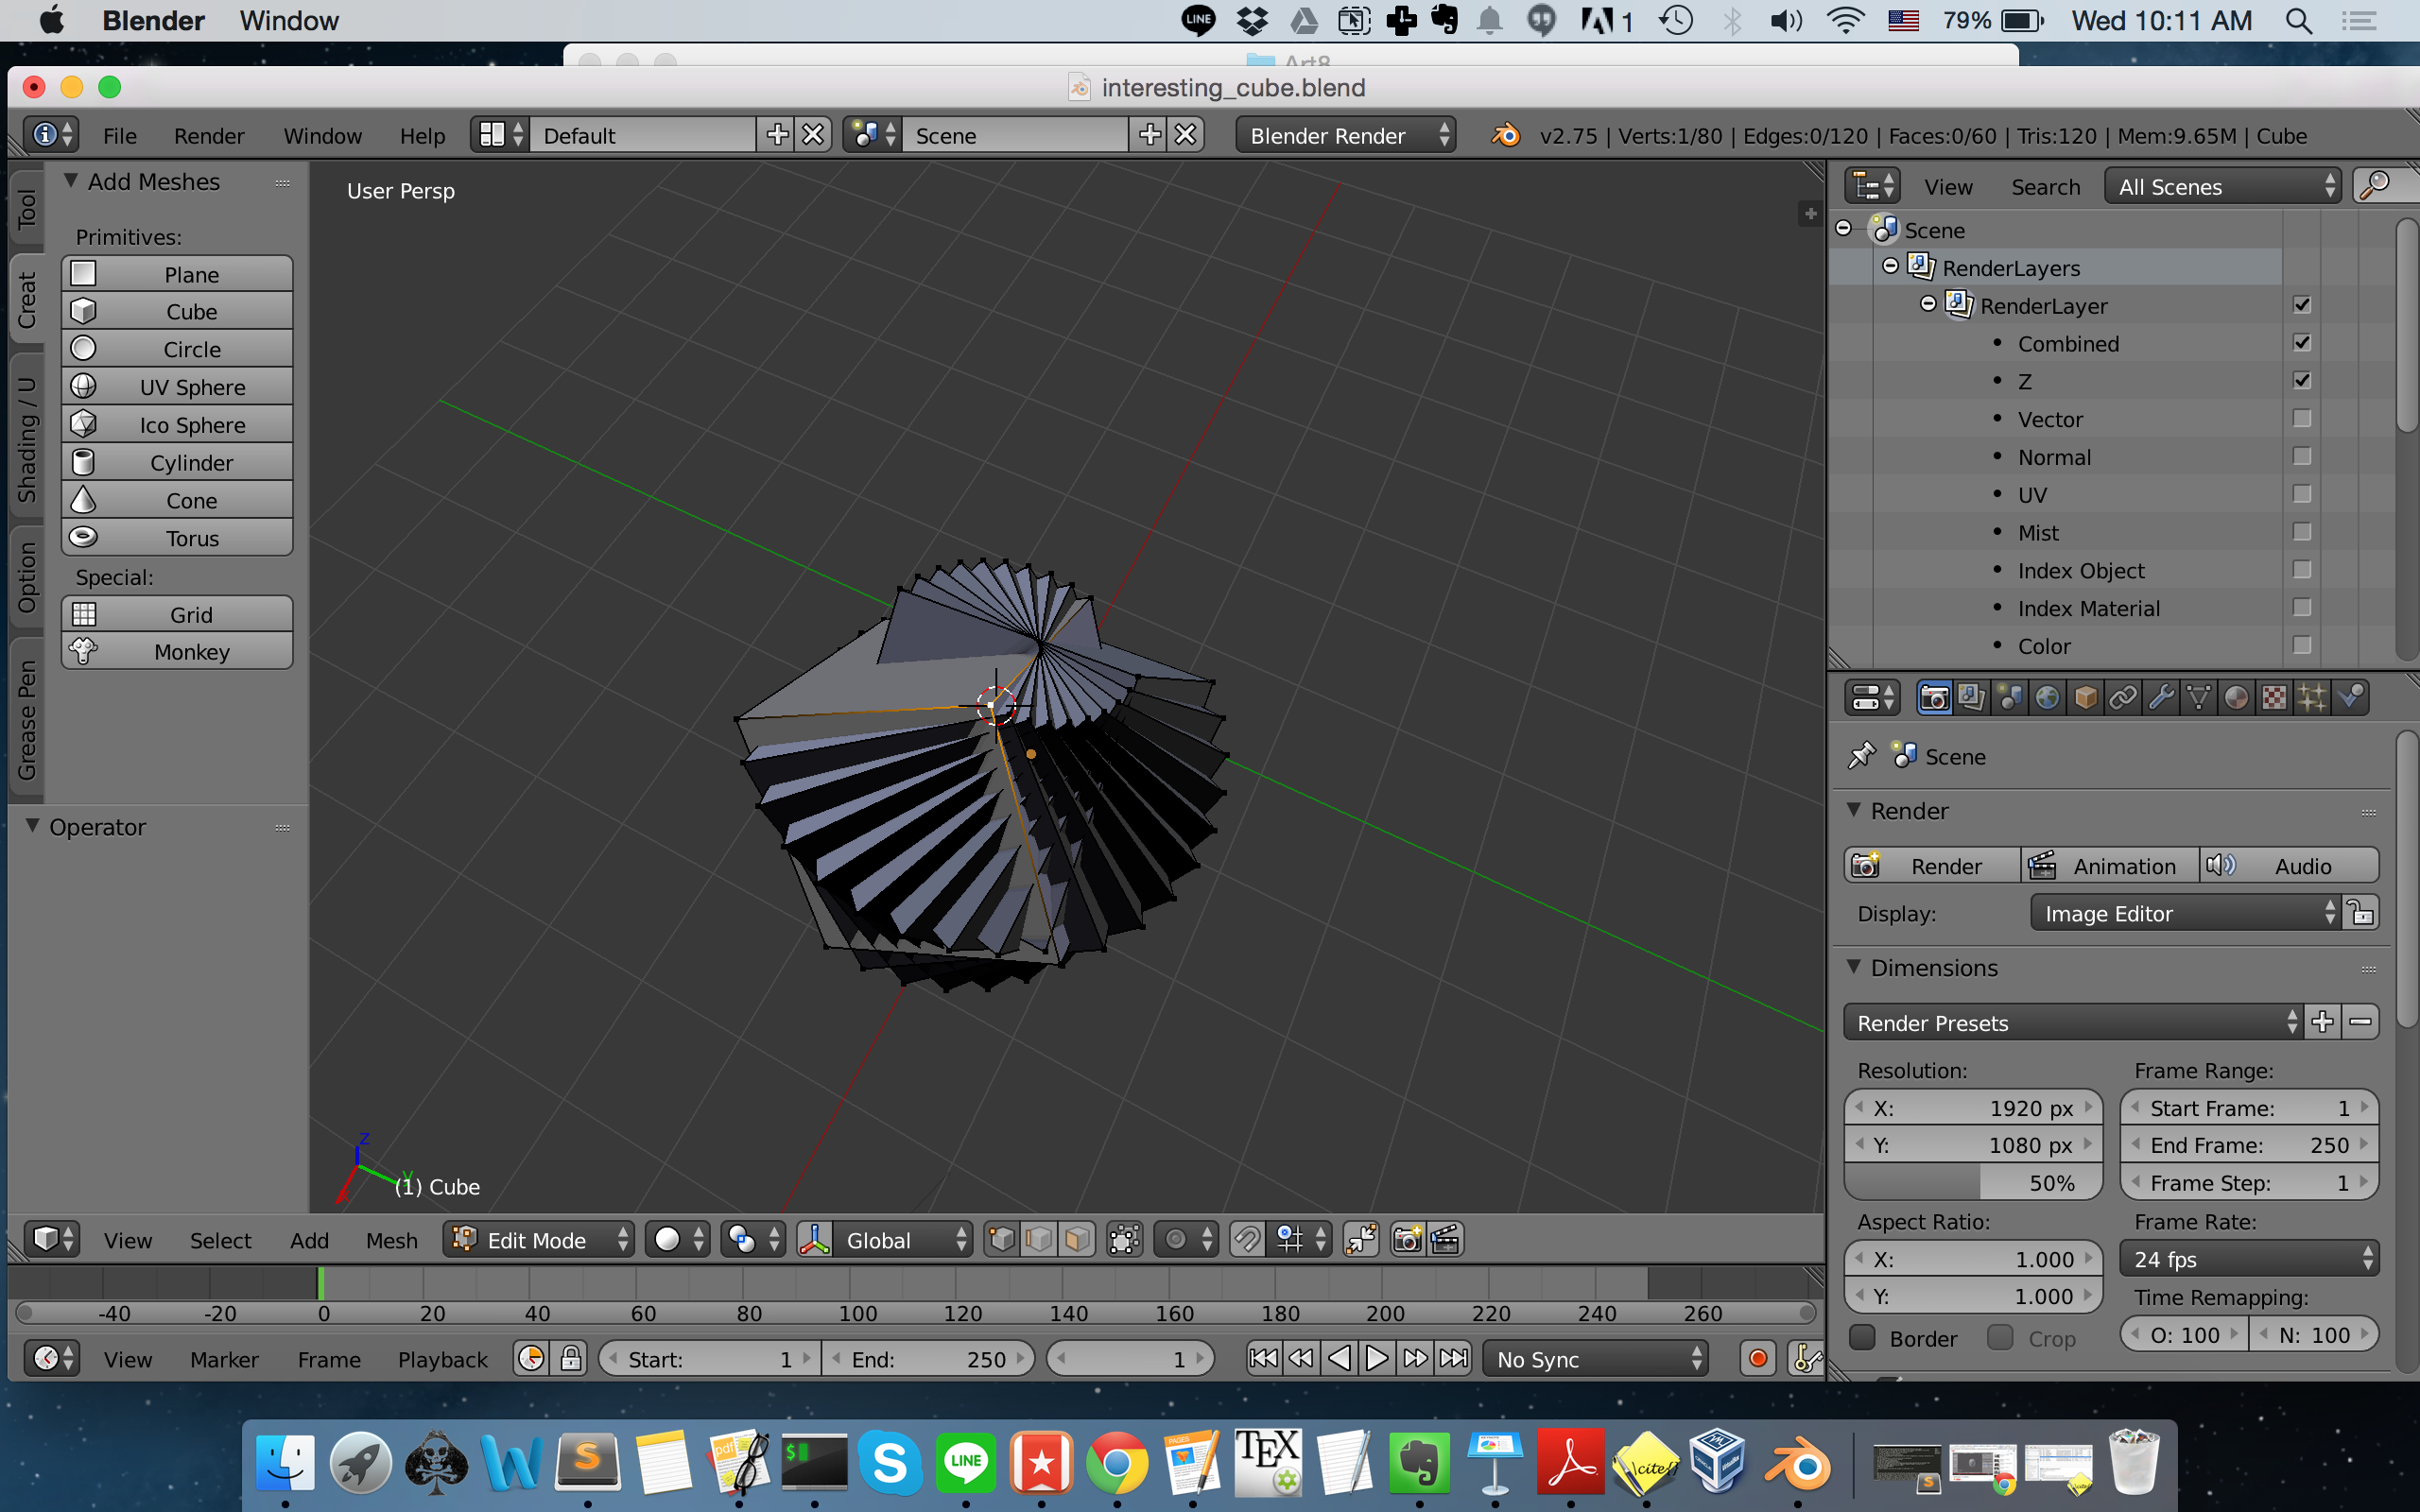 Blender Window
LINE 1 79% Wed 10:11 AM
Art8
interesting_cube.blend
File Render Window Help Default Scene Blender Render v2.75 | Verts:1/80 | Edges:0/120 | Faces:0/60 | Tris:120 | Mem:9.65M | Cube
Tool
Creat
Shading / U
Option
Grease Pen
Add Meshes
Primitives:
Plane
Cube
Circle
UV Sphere
Ico Sphere
Cylinder
Cone
Torus
Special:
Grid
Monkey
Operator
User Persp
Z
Y
X
(1) Cube
View Search All Scenes
Scene
RenderLayers
RenderLayer
Combined
Z
Vector
Normal
UV
Mist
Index Object
Index Material
Color
Scene
Render
Render Animation Audio
Display: Image Editor
Dimensions
Render Presets
Resolution: Frame Range:
X: 1920 px Start Frame: 1
Y: 1080 px End Frame: 250
50% Frame Step: 1
Aspect Ratio: Frame Rate:
X: 1.000 24 fps
Y: 1.000 Time Remapping:
Border Crop O: 100 N: 100
View Select Add Mesh Edit Mode Global
-40 -20 0 20 40 60 80 100 120 140 160 180 200 220 240 260
View Marker Frame Playback Start: 1 End: 250 1 No Sync
W S pdf $ S LINE PAGES TEX \cite{}